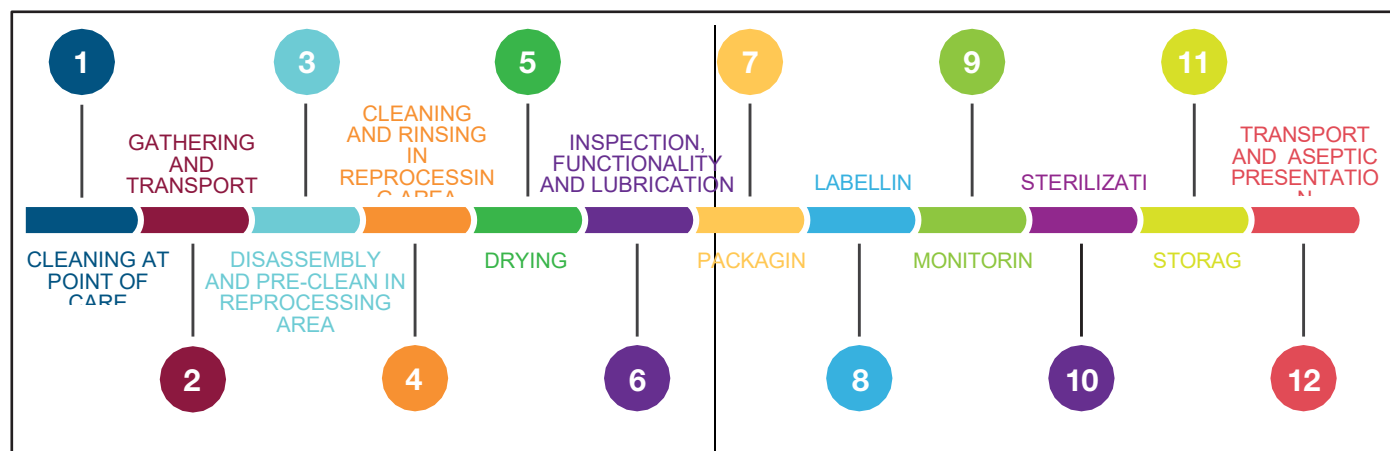 1
CLEANING AT
POINT OF
CARE
2
GATHERING
AND
TRANSPORT
3
DISASSEMBLY
AND PRE-CLEAN IN
REPROCESSING
AREA
4
CLEANING
AND RINSING
IN
REPROCESSIN
G AREA
5
DRYING
6
INSPECTION,
FUNCTIONALITY
AND LUBRICATION
7
PACKAGIN
8
LABELLIN
9
MONITORIN
10
STERILIZATI
11
STORAG
12
TRANSPORT
AND ASEPTIC
PRESENTATIO
N